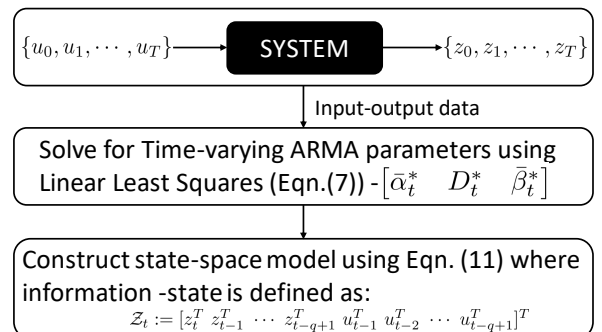 {u_0, u_1, ⋯ , u_T} SYSTEM {z_0, z_1, ⋯ , z_T}
Input-output data
Solve for Time-varying ARMA parameters using
Linear Least Squares (Eqn.(7)) - [ᾱ_t^* D_t^* β̄_t^*]
Construct state-space model using Eqn. (11) where
information -state is defined as:
𝒵_t := [z_t^T z_{t-1}^T ⋯ z_{t-q+1}^T u_{t-1}^T u_{t-2}^T ⋯ u_{t-q+1}^T]^T